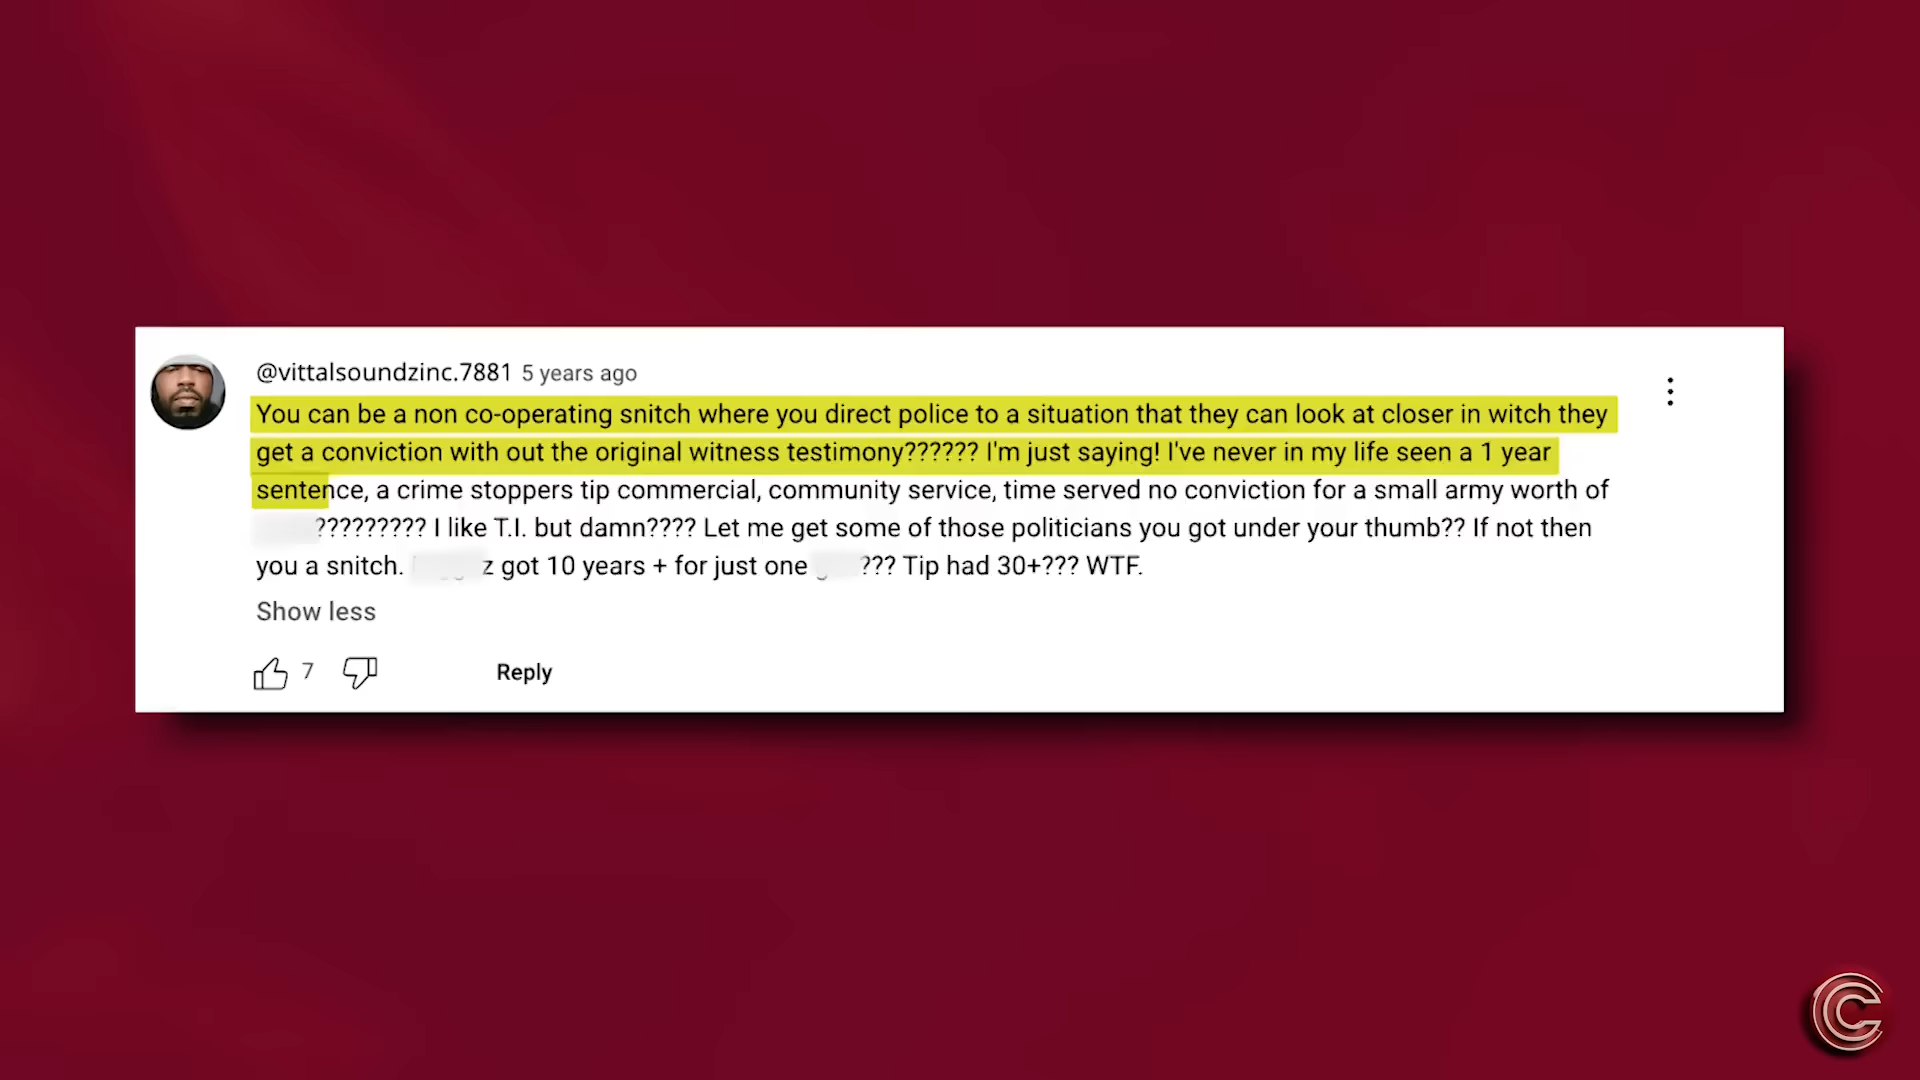 @vittalsoundzinc.7881 5 years ago
You can be a non co-operating snitch where you direct police to a situation that they can look at closer in witch they
get a conviction with out the original witness testimony?????? I'm just saying! I've never in my life seen a 1 year
sentence, a crime stoppers tip commercial, community service, time served no conviction for a small army worth of
????????? I like T.I. but damn???? Let me get some of those politicians you got under your thumb?? If not then
you a snitch. z got 10 years + for just one ??? Tip had 30+??? WTF.
Show less
7 Reply